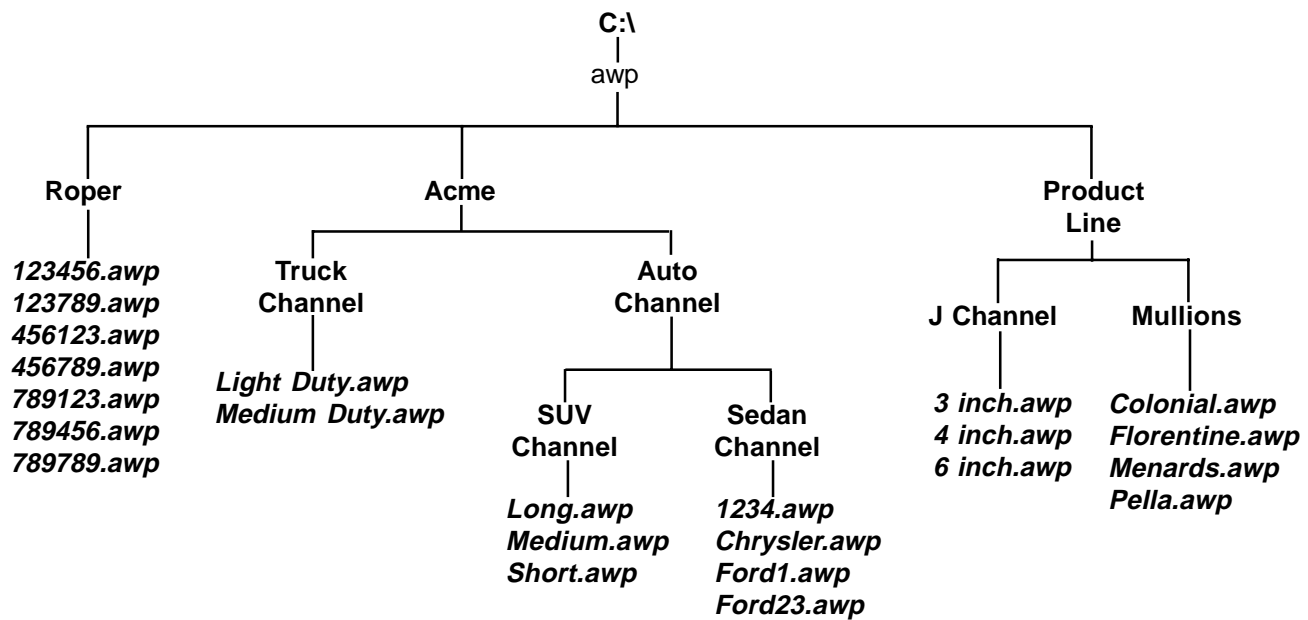 C:\
awp
Roper
Acme
Product
Line
123456.awp
123789.awp
456123.awp
456789.awp
789123.awp
789456.awp
789789.awp
Truck
Channel
Light Duty.awp
Medium Duty.awp
Auto
Channel
SUV
Channel
Long.awp
Medium.awp
Short.awp
Sedan
Channel
1234.awp
Chrysler.awp
Ford1.awp
Ford23.awp
J Channel
3 inch.awp
4 inch.awp
6 inch.awp
Mullions
Colonial.awp
Florentine.awp
Menards.awp
Pella.awp